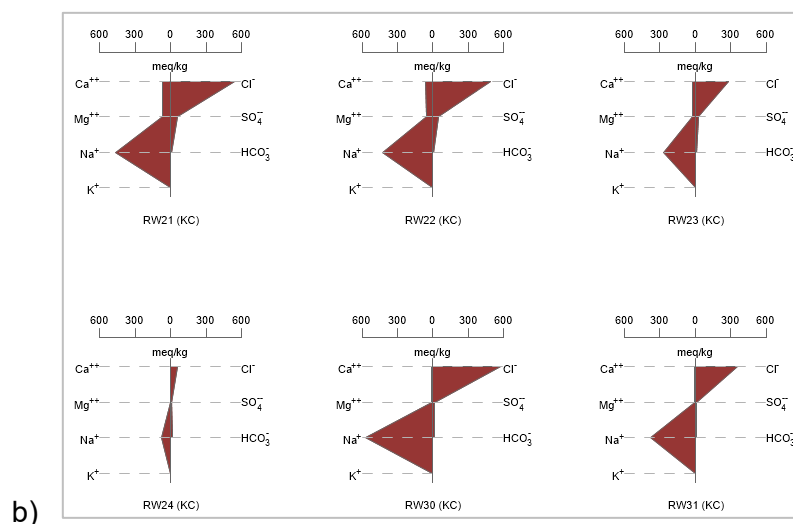 600 300 0 300 600
meq/kg
Ca++ Cl-
Mg++ SO4--
Na+ HCO3-
K+
RW21 (KC)
600 300 0 300 600
meq/kg
Ca++ Cl-
Mg++ SO4--
Na+ HCO3-
K+
RW22 (KC)
600 300 0 300 600
meq/kg
Ca++ Cl-
Mg++ SO4--
Na+ HCO3-
K+
RW23 (KC)
600 300 0 300 600
meq/kg
Ca++ Cl-
Mg++ SO4--
Na+ HCO3-
K+
RW24 (KC)
600 300 0 300 600
meq/kg
Ca++ Cl-
Mg++ SO4--
Na+ HCO3-
K+
RW30 (KC)
600 300 0 300 600
meq/kg
Ca++ Cl-
Mg++ SO4--
Na+ HCO3-
K+
RW31 (KC)
b)